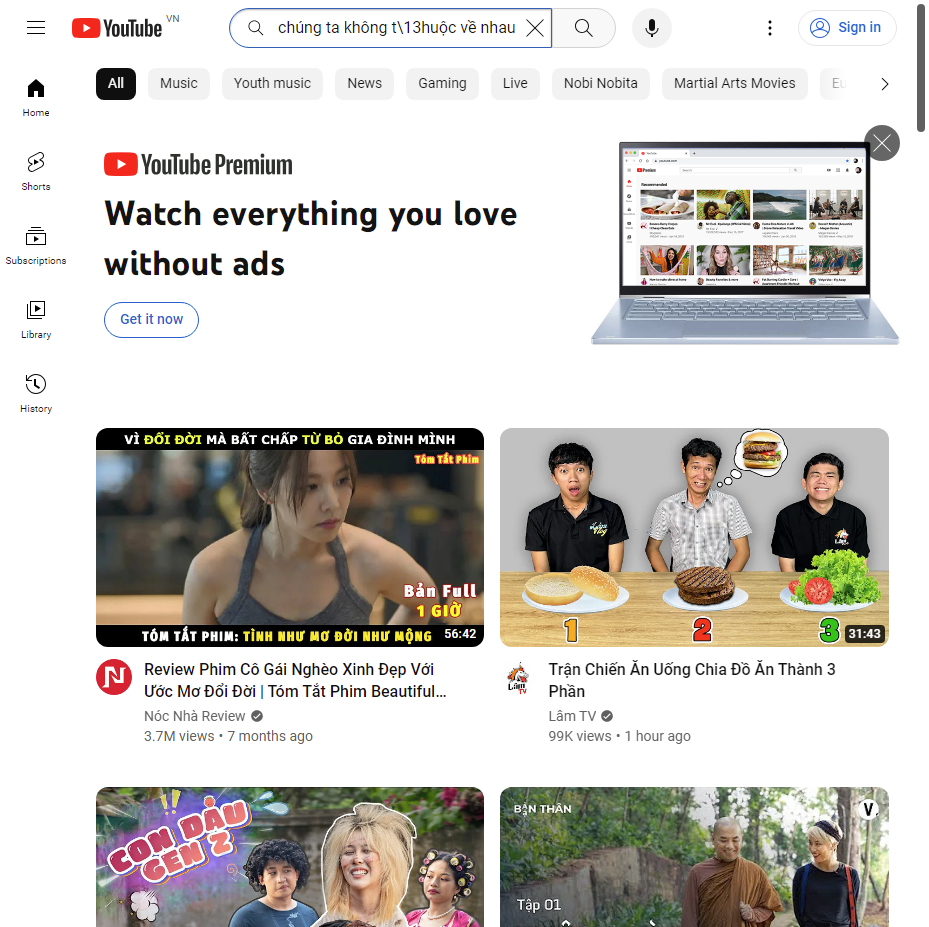 YouTube VN
chúng ta không t\13huộc về nhau
Sign in
All
Music
Youth music
News
Gaming
Live
Nobi Nobita
Martial Arts Movies
Home
Shorts
Subscriptions
Library
History
YouTube Premium
Watch everything you love
without ads
Get it now
Recommended
VÌ ĐỔI ĐỜI MÀ BẤT CHẤP TỪ BỎ GIA ĐÌNH MÌNH
Tóm Tắt Phim
Bản Full
1 GIỜ
TÓM TẮT PHIM: TÌNH NHƯ MƠ ĐỜI NHƯ MỘNG
56:42
1
2
3
31:43
Review Phim Cô Gái Nghèo Xinh Đẹp Với
Ước Mơ Đổi Đời | Tóm Tắt Phim Beautiful...
Nóc Nhà Review
3.7M views • 7 months ago
Lâm TV
Trận Chiến Ăn Uống Chia Đồ Ăn Thành 3
Phần
Lâm TV
99K views • 1 hour ago
CON DÂU
GEN Z
BẠN THÂN
V
Tập 01